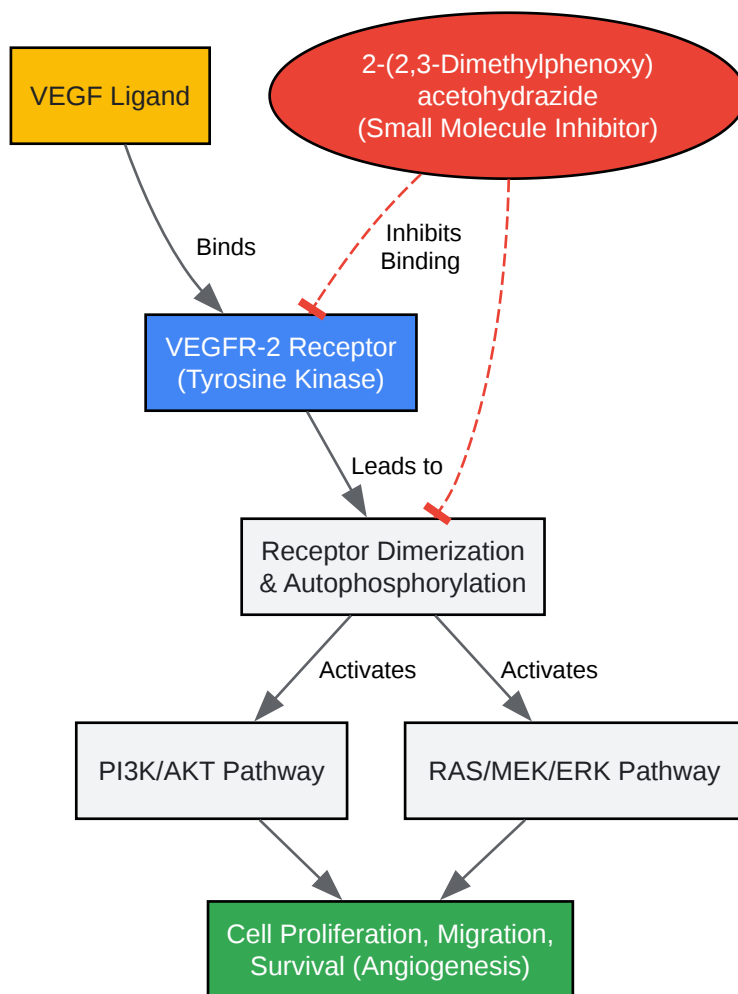 VEGF Ligand
2-(2,3-Dimethylphenoxy)
acetohydrazide
(Small Molecule Inhibitor)
Binds
Inhibits
Binding
VEGFR-2 Receptor
(Tyrosine Kinase)
Leads to
Receptor Dimerization
& Autophosphorylation
Activates
Activates
PI3K/AKT Pathway
RAS/MEK/ERK Pathway
Cell Proliferation, Migration,
Survival (Angiogenesis)